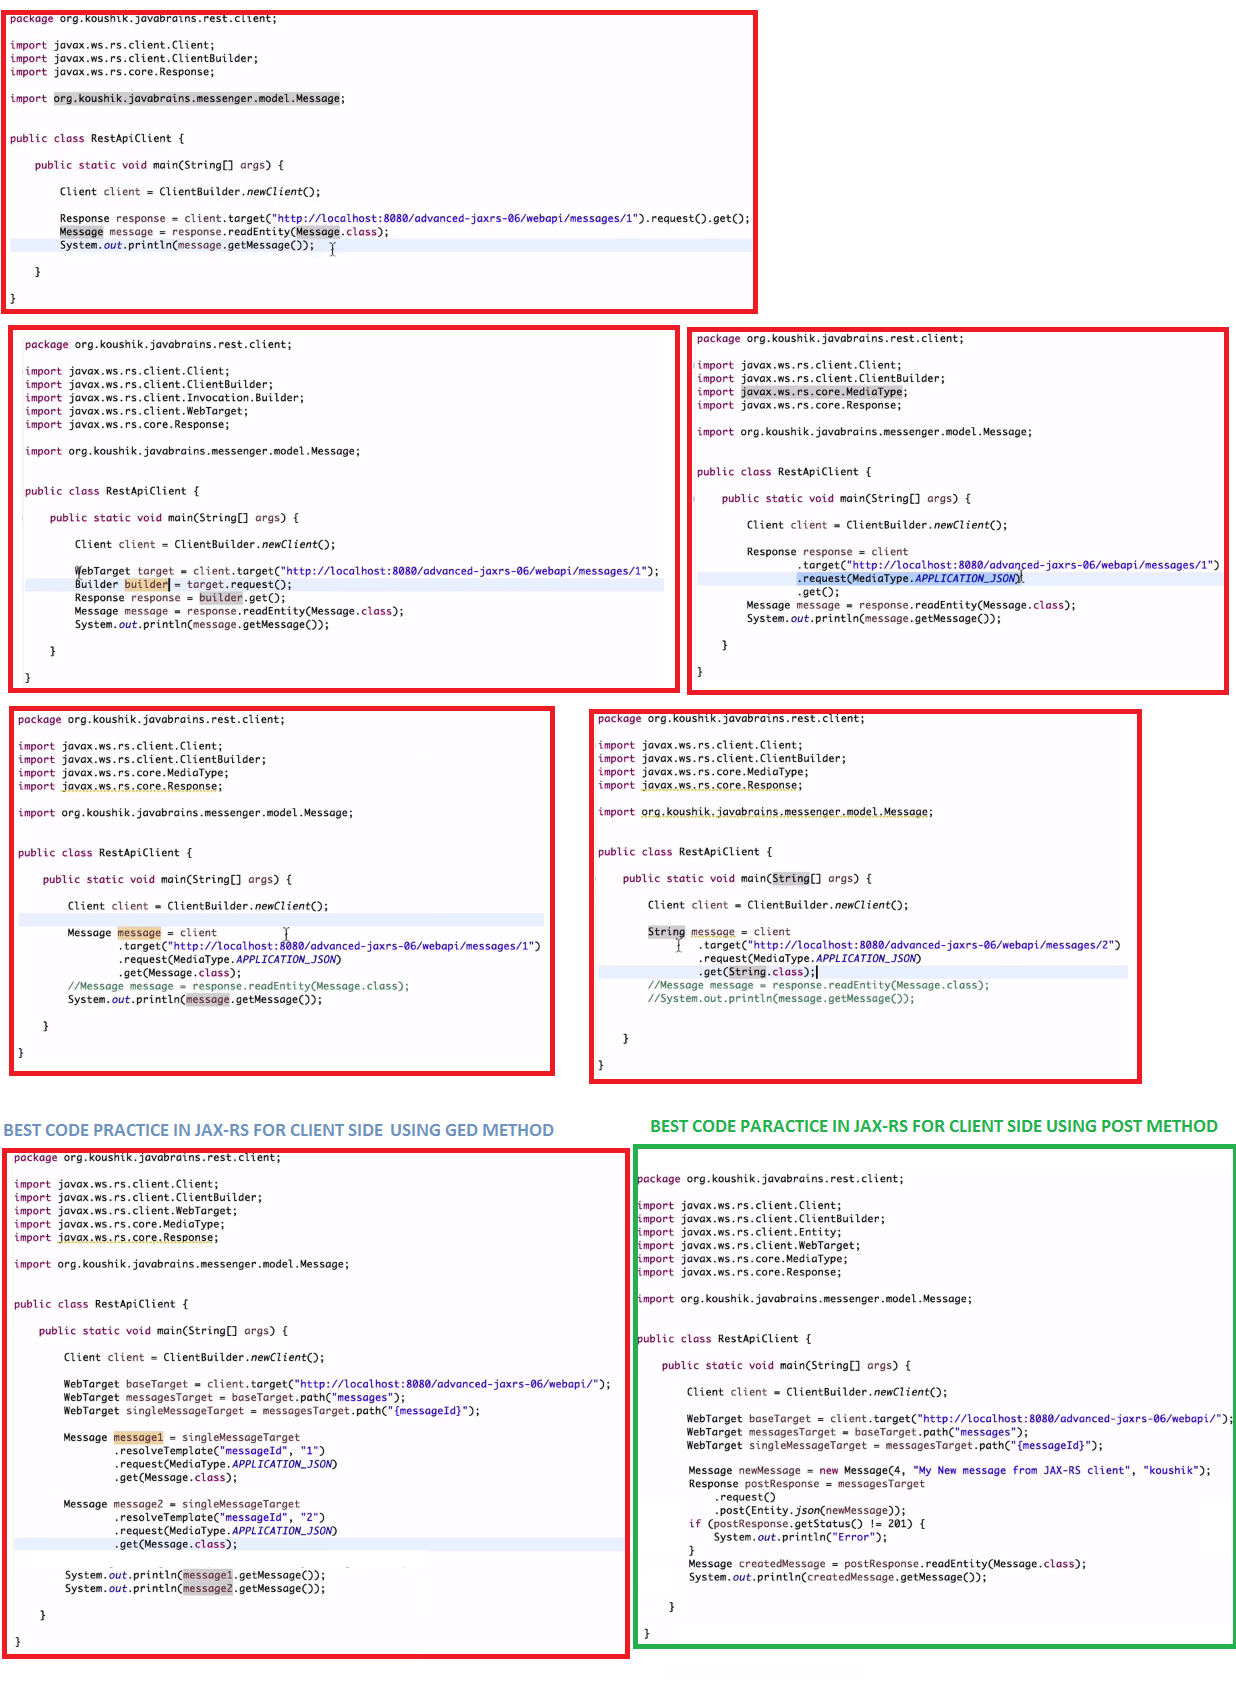 package org.koushik.javabrains.rest.client;
import javax.ws.rs.client.Client;
import javax.ws.rs.client.ClientBuilder;
import javax.ws.rs.core.Response;
import org.koushik.javabrains.messenger.model.Message;
public class RestApiClient {
public static void main(String[] args) {
Client client = ClientBuilder.newClient();
Response response = client.target("http://localhost:8080/advanced-jaxrs-06/webapi/messages/1").request().get();
Message message = response.readEntity(Message.class);
System.out.println(message.getMessage());
}
}
package org.koushik.javabrains.rest.client;
import javax.ws.rs.client.Client;
import javax.ws.rs.client.ClientBuilder;
import javax.ws.rs.client.Invocation.Builder;
import javax.ws.rs.client.WebTarget;
import javax.ws.rs.core.Response;
import org.koushik.javabrains.messenger.model.Message;
public class RestApiClient {
public static void main(String[] args) {
Client client = ClientBuilder.newClient();
WebTarget target = client.target("http://localhost:8080/advanced-jaxrs-06/webapi/messages/1");
Builder builder = target.request();
Response response = builder.get();
Message message = response.readEntity(Message.class);
System.out.println(message.getMessage());
}
}
package org.koushik.javabrains.rest.client;
import javax.ws.rs.client.Client;
import javax.ws.rs.client.ClientBuilder;
import javax.ws.rs.core.MediaType;
import javax.ws.rs.core.Response;
import org.koushik.javabrains.messenger.model.Message;
public class RestApiClient {
public static void main(String[] args) {
Client client = ClientBuilder.newClient();
Response response = client
.target("http://localhost:8080/advanced-jaxrs-06/webapi/messages/1")
.request(MediaType.APPLICATION_JSON)
.get();
Message message = response.readEntity(Message.class);
System.out.println(message.getMessage());
}
}
package org.koushik.javabrains.rest.client;
import javax.ws.rs.client.Client;
import javax.ws.rs.client.ClientBuilder;
import javax.ws.rs.core.MediaType;
import javax.ws.rs.core.Response;
import org.koushik.javabrains.messenger.model.Message;
public class RestApiClient {
public static void main(String[] args) {
Client client = ClientBuilder.newClient();
Message message = client
.target("http://localhost:8080/advanced-jaxrs-06/webapi/messages/1")
.request(MediaType.APPLICATION_JSON)
.get(Message.class);
//Message message = response.readEntity(Message.class);
System.out.println(message.getMessage());
}
}
package org.koushik.javabrains.rest.client;
import javax.ws.rs.client.Client;
import javax.ws.rs.client.ClientBuilder;
import javax.ws.rs.core.MediaType;
import javax.ws.rs.core.Response;
import org.koushik.javabrains.messenger.model.Message;
public class RestApiClient {
public static void main(String[] args) {
Client client = ClientBuilder.newClient();
String message = client
.target("http://localhost:8080/advanced-jaxrs-06/webapi/messages/2")
.request(MediaType.APPLICATION_JSON)
.get(String.class);
//Message message = response.readEntity(Message.class);
//System.out.println(message.getMessage());
}
}
BEST CODE PRACTICE IN JAX-RS FOR CLIENT SIDE  USING GED METHOD
package org.koushik.javabrains.rest.client;
import javax.ws.rs.client.Client;
import javax.ws.rs.client.ClientBuilder;
import javax.ws.rs.client.WebTarget;
import javax.ws.rs.core.MediaType;
import javax.ws.rs.core.Response;
import org.koushik.javabrains.messenger.model.Message;
public class RestApiClient {
public static void main(String[] args) {
Client client = ClientBuilder.newClient();
WebTarget baseTarget = client.target("http://localhost:8080/advanced-jaxrs-06/webapi/");
WebTarget messagesTarget = baseTarget.path("messages");
WebTarget singleMessageTarget = messagesTarget.path("{messageId}");
Message message1 = singleMessageTarget
.resolveTemplate("messageId", "1")
.request(MediaType.APPLICATION_JSON)
.get(Message.class);
Message message2 = singleMessageTarget
.resolveTemplate("messageId", "2")
.request(MediaType.APPLICATION_JSON)
.get(Message.class);
System.out.println(message1.getMessage());
System.out.println(message2.getMessage());
}
}
BEST CODE PARACTICE IN JAX-RS FOR CLIENT SIDE USING POST METHOD
package org.koushik.javabrains.rest.client;
import javax.ws.rs.client.Client;
import javax.ws.rs.client.ClientBuilder;
import javax.ws.rs.client.Entity;
import javax.ws.rs.client.WebTarget;
import javax.ws.rs.core.MediaType;
import javax.ws.rs.core.Response;
import org.koushik.javabrains.messenger.model.Message;
public class RestApiClient {
public static void main(String[] args) {
Client client = ClientBuilder.newClient();
WebTarget baseTarget = client.target("http://localhost:8080/advanced-jaxrs-06/webapi/");
WebTarget messagesTarget = baseTarget.path("messages");
WebTarget singleMessageTarget = messagesTarget.path("{messageId}");
Message newMessage = new Message(4, "My New message from JAX-RS client", "koushik");
Response postResponse = messagesTarget
.request()
.post(Entity.json(newMessage));
if (postResponse.getStatus() != 201) {
System.out.println("Error");
}
Message createdMessage = postResponse.readEntity(Message.class);
System.out.println(createdMessage.getMessage());
}
}